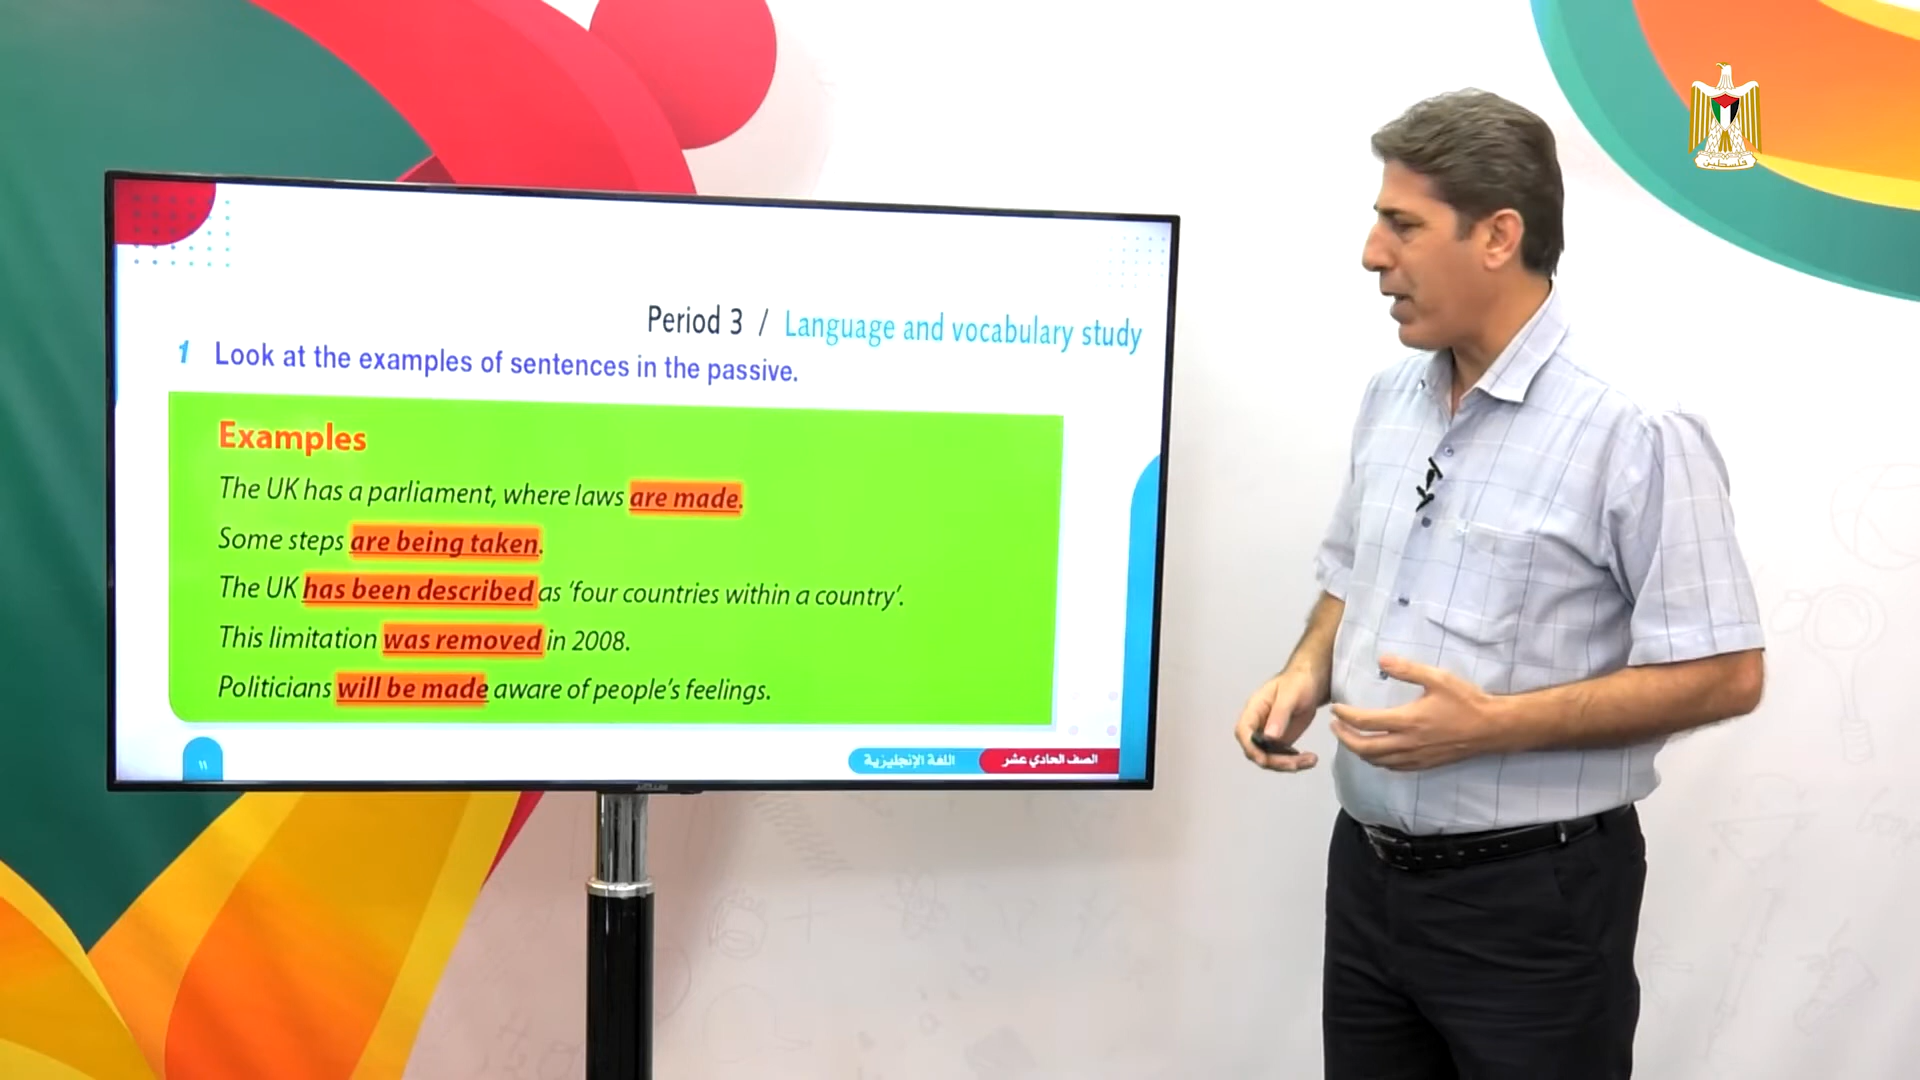 Period 3 / Language and vocabulary study
1 Look at the examples of sentences in the passive.
Examples
The UK has a parliament, where laws are made.
Some steps are being taken.
The UK has been described as 'four countries within a country'.
This limitation was removed in 2008.
Politicians will be made aware of people's feelings.
١١
الصف الحادي عشر
اللغة الإنجليزية
فلسطين